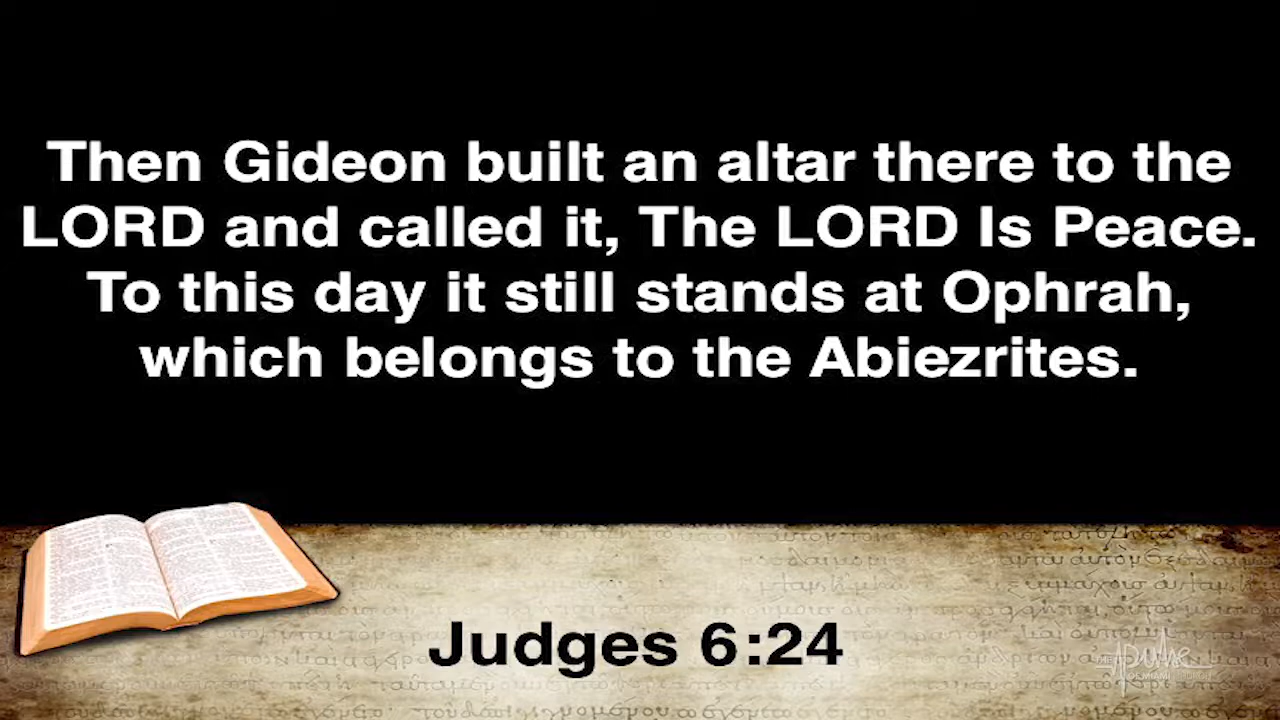 Then Gideon built an altar there to the
LORD and called it, The LORD Is Peace.
To this day it still stands at Ophrah,
which belongs to the Abiezrites.
Judges 6:24